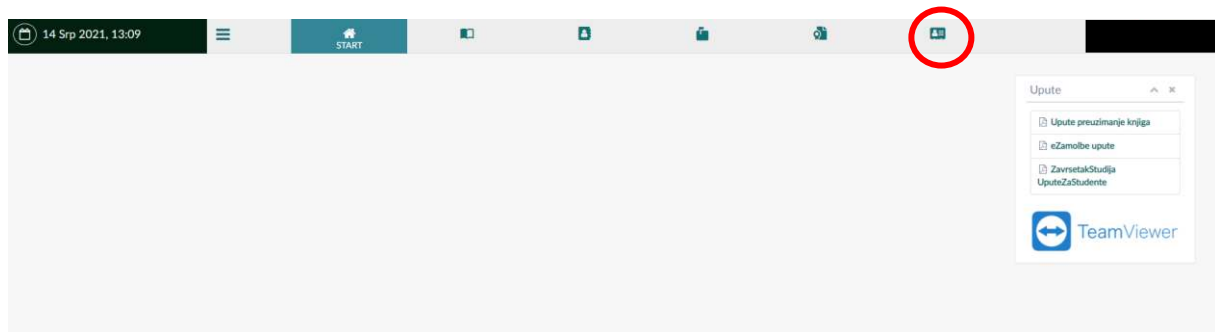 14 Srp 2021, 13:09
START
Upute
Upute preuzimanje knjiga
eZamolbe upute
ZavrsetakStudija
UputeZaStudente
TeamViewer